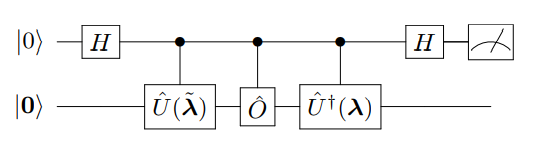 |0⟩ H H
|𝟎⟩ Û(𝛌̃) Ô Û†(𝛌)